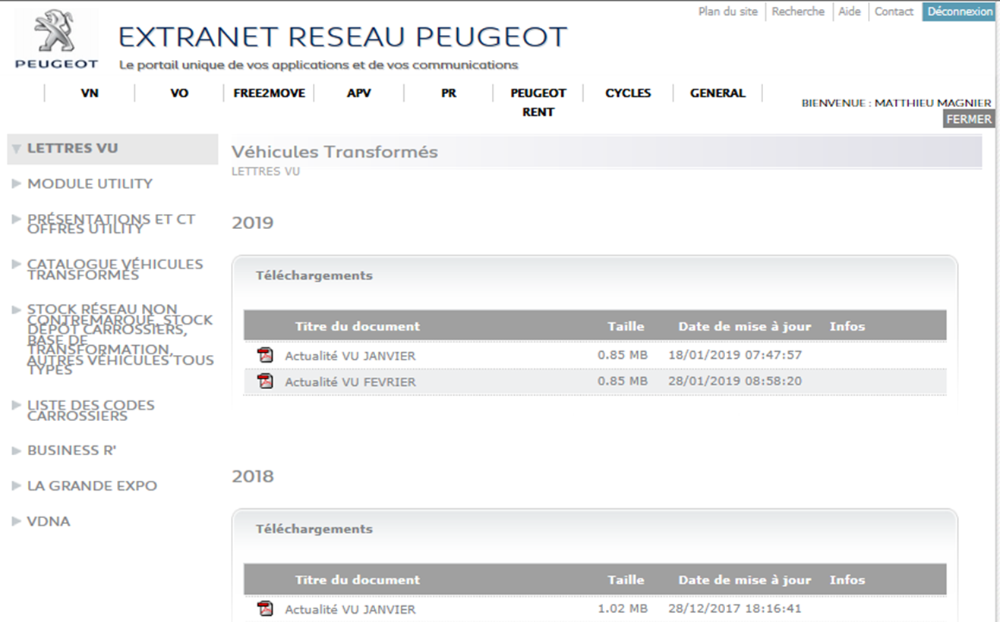 Plan du site
Recherche
Aide
Contact
Déconnexion
PEUGEOT
EXTRANET RESEAU PEUGEOT
Le portail unique de vos applications et de vos communications
VN
VO
FREE2MOVE
APV
PR
PEUGEOT
RENT
CYCLES
GENERAL
BIENVENUE : MATTHIEU MAGNIER
FERMER
LETTRES VU
MODULE UTILITY
PRÉSENTATIONS ET CT
OFFRES UTILITY
CATALOGUE VÉHICULES
TRANSFORMÉS
STOCK RÉSEAU NON
CONTREMARQUÉ, STOCK
DÉPÔT CARROSSIERS,
BASE DE
TRANSFORMATION,
AUTRES VÉHICULES TOUS
TYPES
LISTE DES CODES
CARROSSIERS
BUSINESS R'
LA GRANDE EXPO
VDNA
Véhicules Transformés
LETTRES VU
2019
Téléchargements
Titre du document Taille Date de mise à jour Infos
Actualité VU JANVIER 0.85 MB 18/01/2019 07:47:57
Actualité VU FEVRIER 0.85 MB 28/01/2019 08:58:20
2018
Téléchargements
Titre du document Taille Date de mise à jour Infos
Actualité VU JANVIER 1.02 MB 28/12/2017 18:16:41